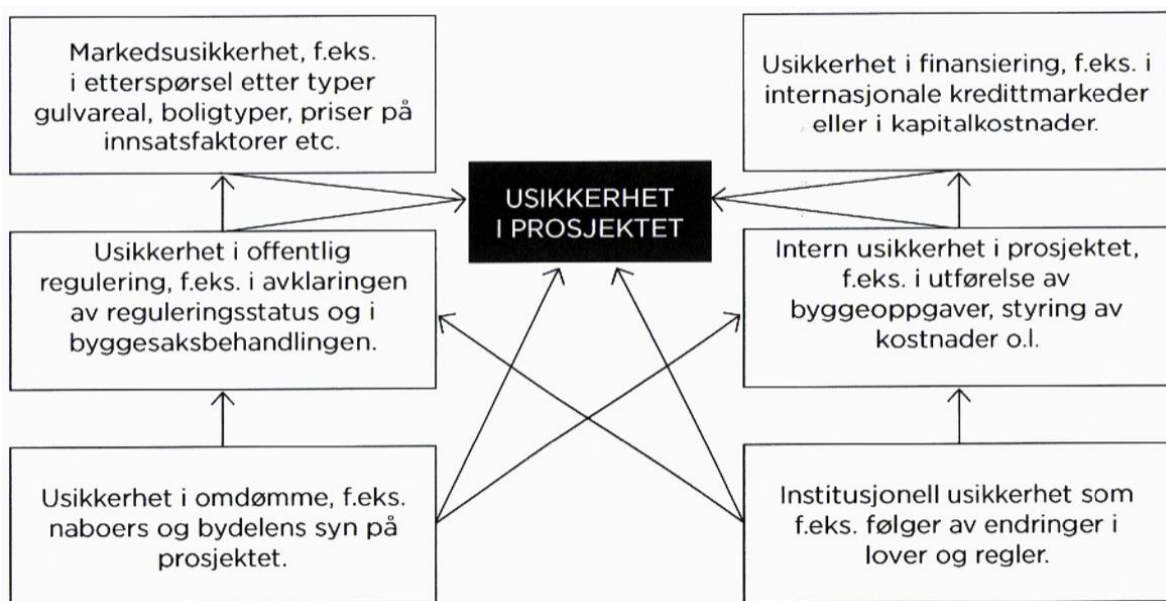 Markedsusikkerhet, f.eks.
i etterspørsel etter typer
gulvareal, boligtyper, priser på
innsatsfaktorer etc.
Usikkerhet i finansiering, f.eks. i
internasjonale kredittmarkeder
eller i kapitalkostnader.
USIKKERHET
I PROSJEKTET
Usikkerhet i offentlig
regulering, f.eks. i avklaringen
av reguleringsstatus og i
byggesaksbehandlingen.
Intern usikkerhet i prosjektet,
f.eks. i utførelse av
byggeoppgaver, styring av
kostnader o.l.
Usikkerhet i omdømme, f.eks.
naboers og bydelens syn på
prosjektet.
Institusjonell usikkerhet som
f.eks. følger av endringer i
lover og regler.